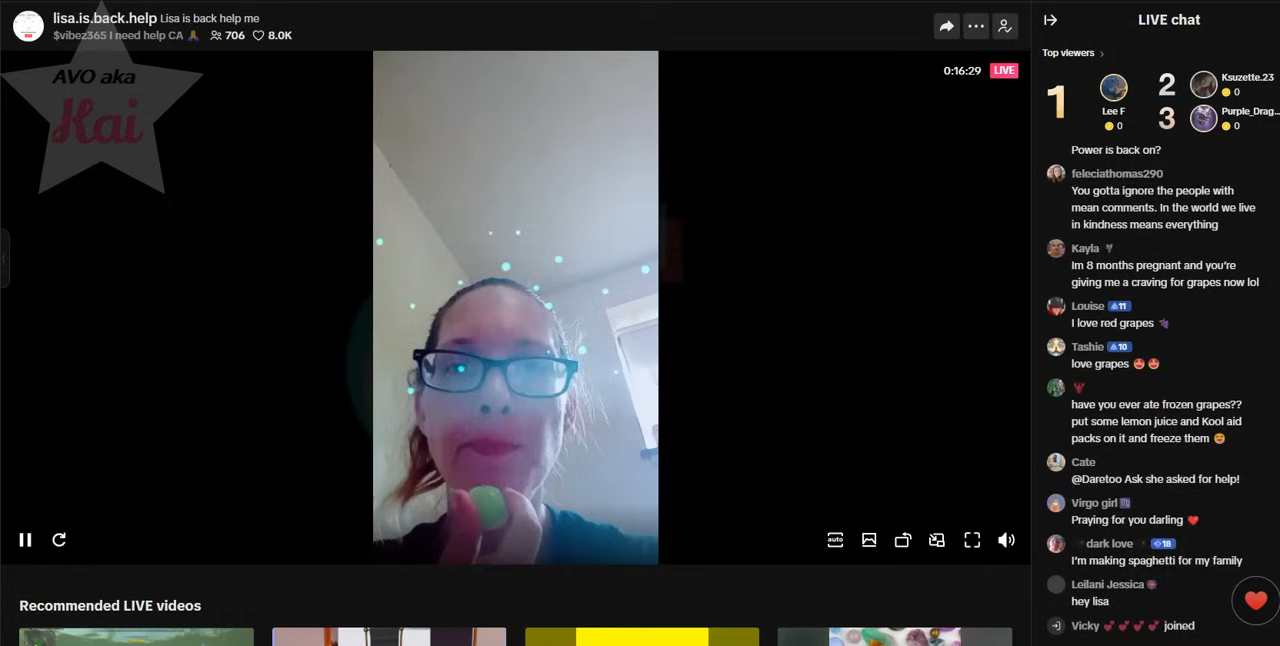 lisa.is.back.help Lisa is back help me
$vibez365 I need help CA 🙏 706 8.0K
AVO aka
Kai
0:16:29 LIVE
Recommended LIVE videos
LIVE chat
Top viewers
1
Lee F
0
2 Ksuzette.23
0
3 Purple_Drag...
0
Power is back on?
feleciathomas290
You gotta ignore the people with
mean comments. In the world we live
in kindness means everything
Kayla
Im 8 months pregnant and you're
giving me a craving for grapes now lol
Louise 11
I love red grapes 🍇
Tashie 10
love grapes 🤩 🤩
have you ever ate frozen grapes??
put some lemon juice and Kool aid
packs on it and freeze them 🤤
Cate
@Daretoo Ask she asked for help!
Virgo girl♍
Praying for you darling ❤️
dark love 18
I'm making spaghetti for my family
Leilani Jessica
hey lisa
Vicky 💕 💕 💕 💕 joined
auto